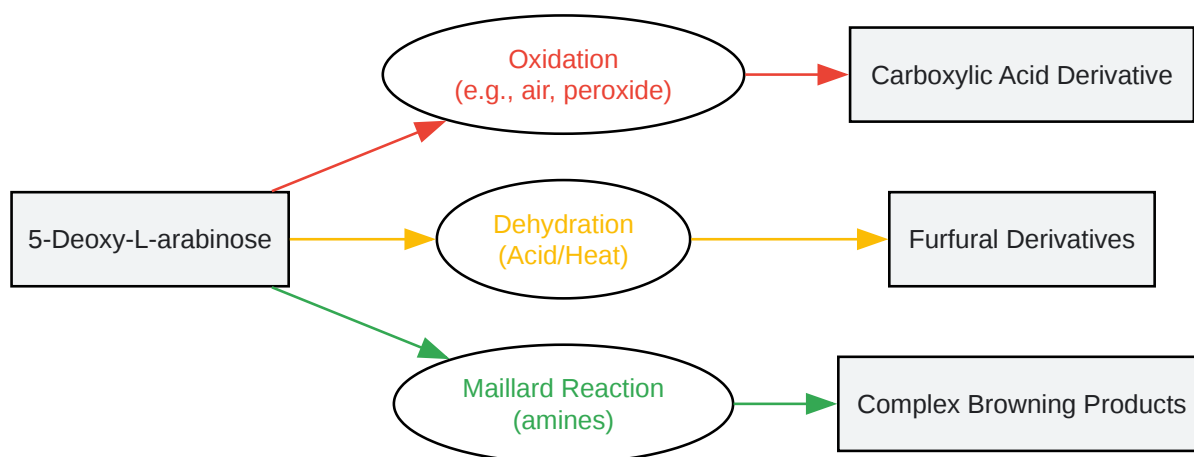 Oxidation
(e.g., air, peroxide)
Carboxylic Acid Derivative
5-Deoxy-L-arabinose
Dehydration
(Acid/Heat)
Furfural Derivatives
Maillard Reaction
(amines)
Complex Browning Products